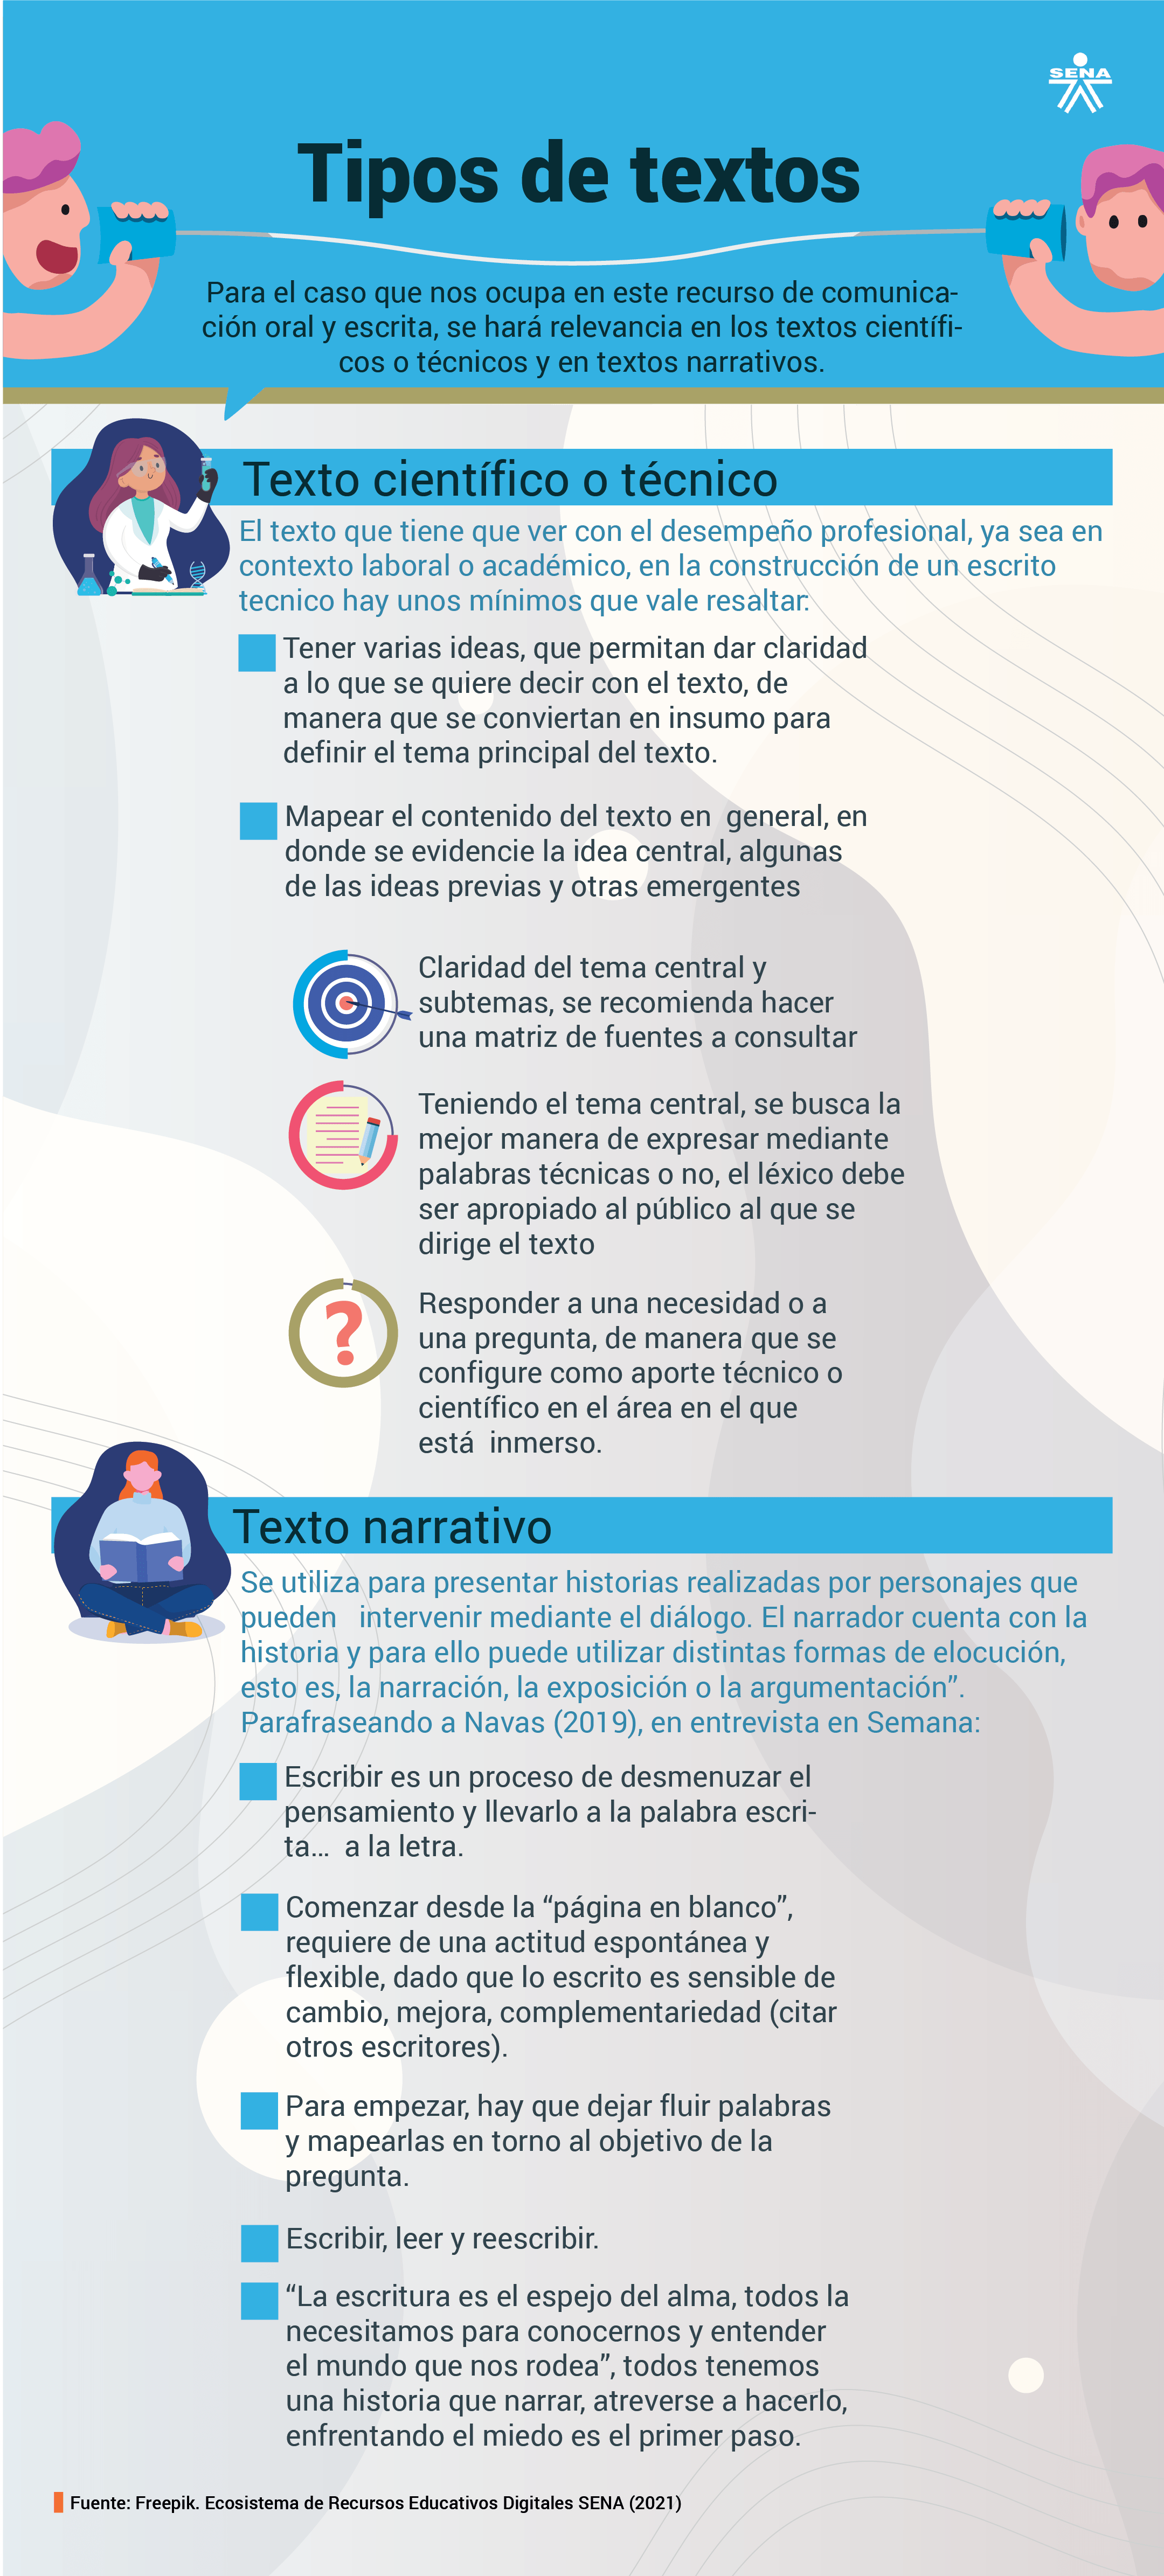 SENA
Tipos de textos
Para el caso que nos ocupa en este recurso de comunica-
ción oral y escrita, se hará relevancia en los textos científi-
cos o técnicos y en textos narrativos.
Texto científico o técnico
El texto que tiene que ver con el desempeño profesional, ya sea en
contexto laboral o académico, en la construcción de un escrito
tecnico hay unos mínimos que vale resaltar:
Tener varias ideas, que permitan dar claridad
a lo que se quiere decir con el texto, de
manera que se conviertan en insumo para
definir el tema principal del texto.
Mapear el contenido del texto en general, en
donde se evidencie la idea central, algunas
de las ideas previas y otras emergentes
Claridad del tema central y
subtemas, se recomienda hacer
una matriz de fuentes a consultar
Teniendo el tema central, se busca la
mejor manera de expresar mediante
palabras técnicas o no, el léxico debe
ser apropiado al público al que se
dirige el texto
?
Responder a una necesidad o a
una pregunta, de manera que se
configure como aporte técnico o
científico en el área en el que
está inmerso.
Texto narrativo
Se utiliza para presentar historias realizadas por personajes que
pueden intervenir mediante el diálogo. El narrador cuenta con la
historia y para ello puede utilizar distintas formas de elocución,
esto es, la narración, la exposición o la argumentación”.
Parafraseando a Navas (2019), en entrevista en Semana:
Escribir es un proceso de desmenuzar el
pensamiento y llevarlo a la palabra escri-
ta... a la letra.
Comenzar desde la “página en blanco”,
requiere de una actitud espontánea y
flexible, dado que lo escrito es sensible de
cambio, mejora, complementariedad (citar
otros escritores).
Para empezar, hay que dejar fluir palabras
y mapearlas en torno al objetivo de la
pregunta.
Escribir, leer y reescribir.
“La escritura es el espejo del alma, todos la
necesitamos para conocernos y entender
el mundo que nos rodea”, todos tenemos
una historia que narrar, atreverse a hacerlo,
enfrentando el miedo es el primer paso.
Fuente: Freepik. Ecosistema de Recursos Educativos Digitales SENA (2021)